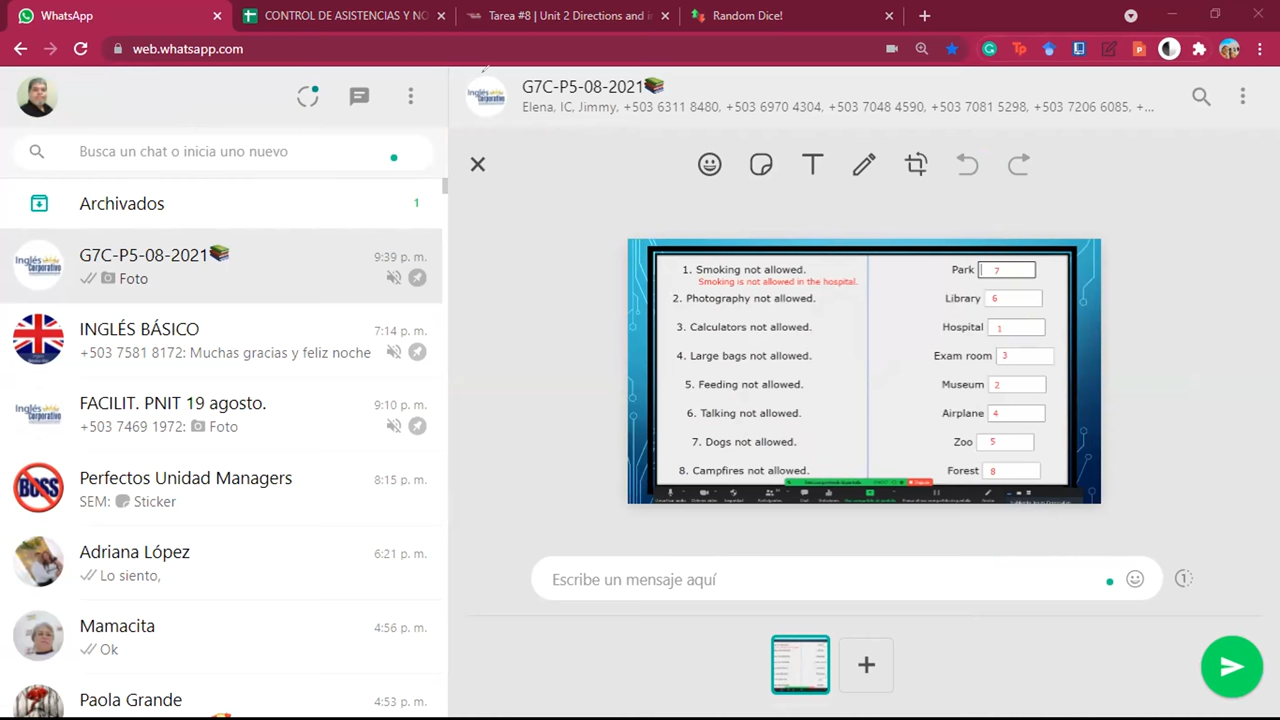 WhatsApp
CONTROL DE ASISTENCIAS Y NO
Tarea #8 | Unit 2 Directions and i
Random Dice!
web.whatsapp.com
G7C-P5-08-2021
Elena, IC, Jimmy, +503 6311 8480, +503 6970 4304, +503 7048 4590, +503 7081 5298, +503 7206 6085, +...
Busca un chat o inicia uno nuevo
Archivados
1
G7C-P5-08-2021
9:39 p. m.
Foto
INGLÉS BÁSICO
7:14 p. m.
+503 7581 8172: Muchas gracias y feliz noche
FACILIT. PNIT 19 agosto.
9:10 p. m.
+503 7469 1972: Foto
BOSS
Perfectos Unidad Managers
8:15 p. m.
SEM: Sticker
Adriana López
6:21 p. m.
Lo siento,
Mamacita
4:56 p. m.
Ok
Paola Grande
4:53 p. m.
1. Smoking not allowed.
Smoking is not allowed in the hospital.
2. Photography not allowed.
3. Calculators not allowed.
4. Large bags not allowed.
5. Feeding not allowed.
6. Talking not allowed.
7. Dogs not allowed.
8. Campfires not allowed.
Park 7
Library 6
Hospital 1
Exam room 3
Museum 2
Airplane 4
Zoo 5
Forest 8
Escribe un mensaje aquí